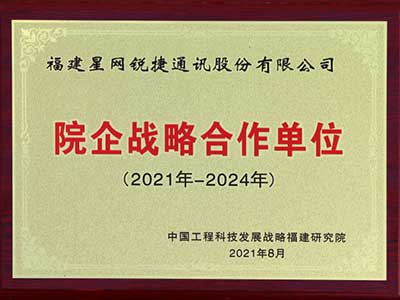 福建星网锐捷通讯股份有限公司
院企战略合作单位
(2021年-2024年)
中国工程科技发展战略福建研究院
2021年8月